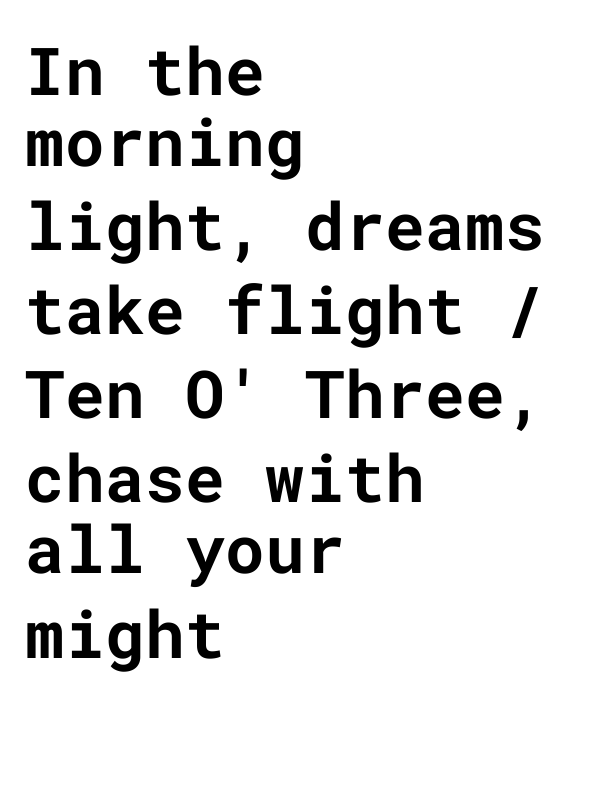 In the
morning
light, dreams
take flight /
Ten O' Three,
chase with
all your
might